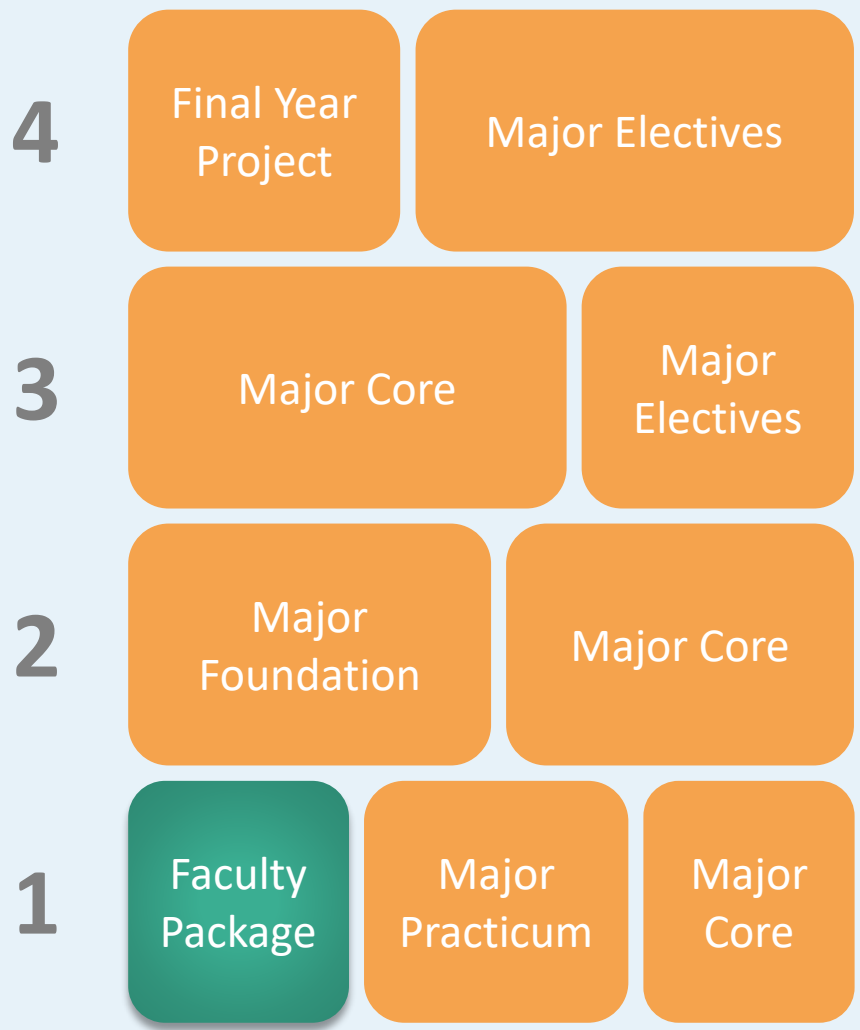 4
Final Year
Project
Major Electives
3
Major Core
Major
Electives
2
Major
Foundation
Major Core
1
Faculty
Package
Major
Practicum
Major
Core